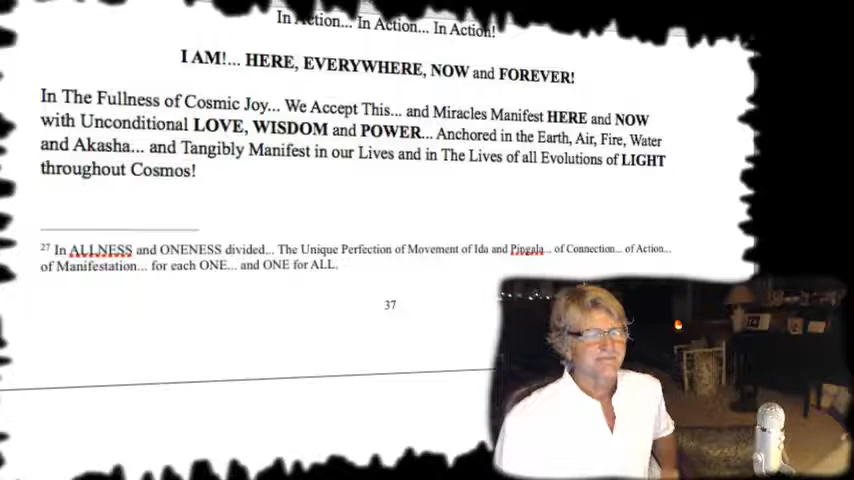 In Action... In Action... In Action!
I AM!... HERE, EVERYWHERE, NOW and FOREVER!
In The Fullness of Cosmic Joy... We Accept This... and Miracles Manifest HERE and NOW
with Unconditional LOVE, WISDOM and POWER... Anchored in the Earth, Air, Fire, Water
and Akasha... and Tangibly Manifest in our Lives and in The Lives of all Evolutions of LIGHT
throughout Cosmos!
27 In ALLNESS and ONENESS divided... The Unique Perfection of Movement of Ida and Pingala... of Connection... of Action...
of Manifestation... for each ONE... and ONE for ALL.
37